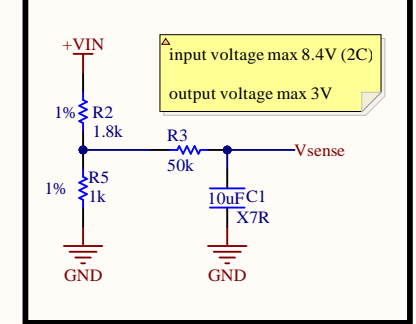 +VIN
input voltage max 8.4V (2C)
output voltage max 3V
1% R2
1.8k
R3
50k
Vsense
1% R5
1k
10uF C1
X7R
GND
GND